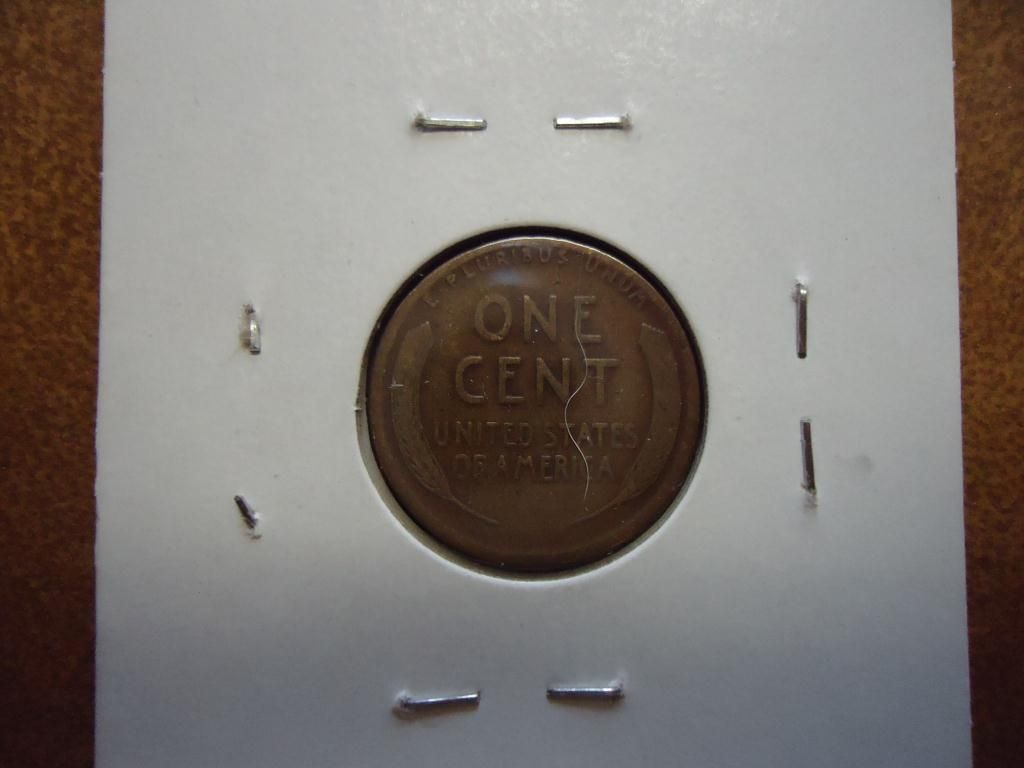 E PLURIBUS UNUM
ONE
CENT
UNITED STATES
OF AMERICA